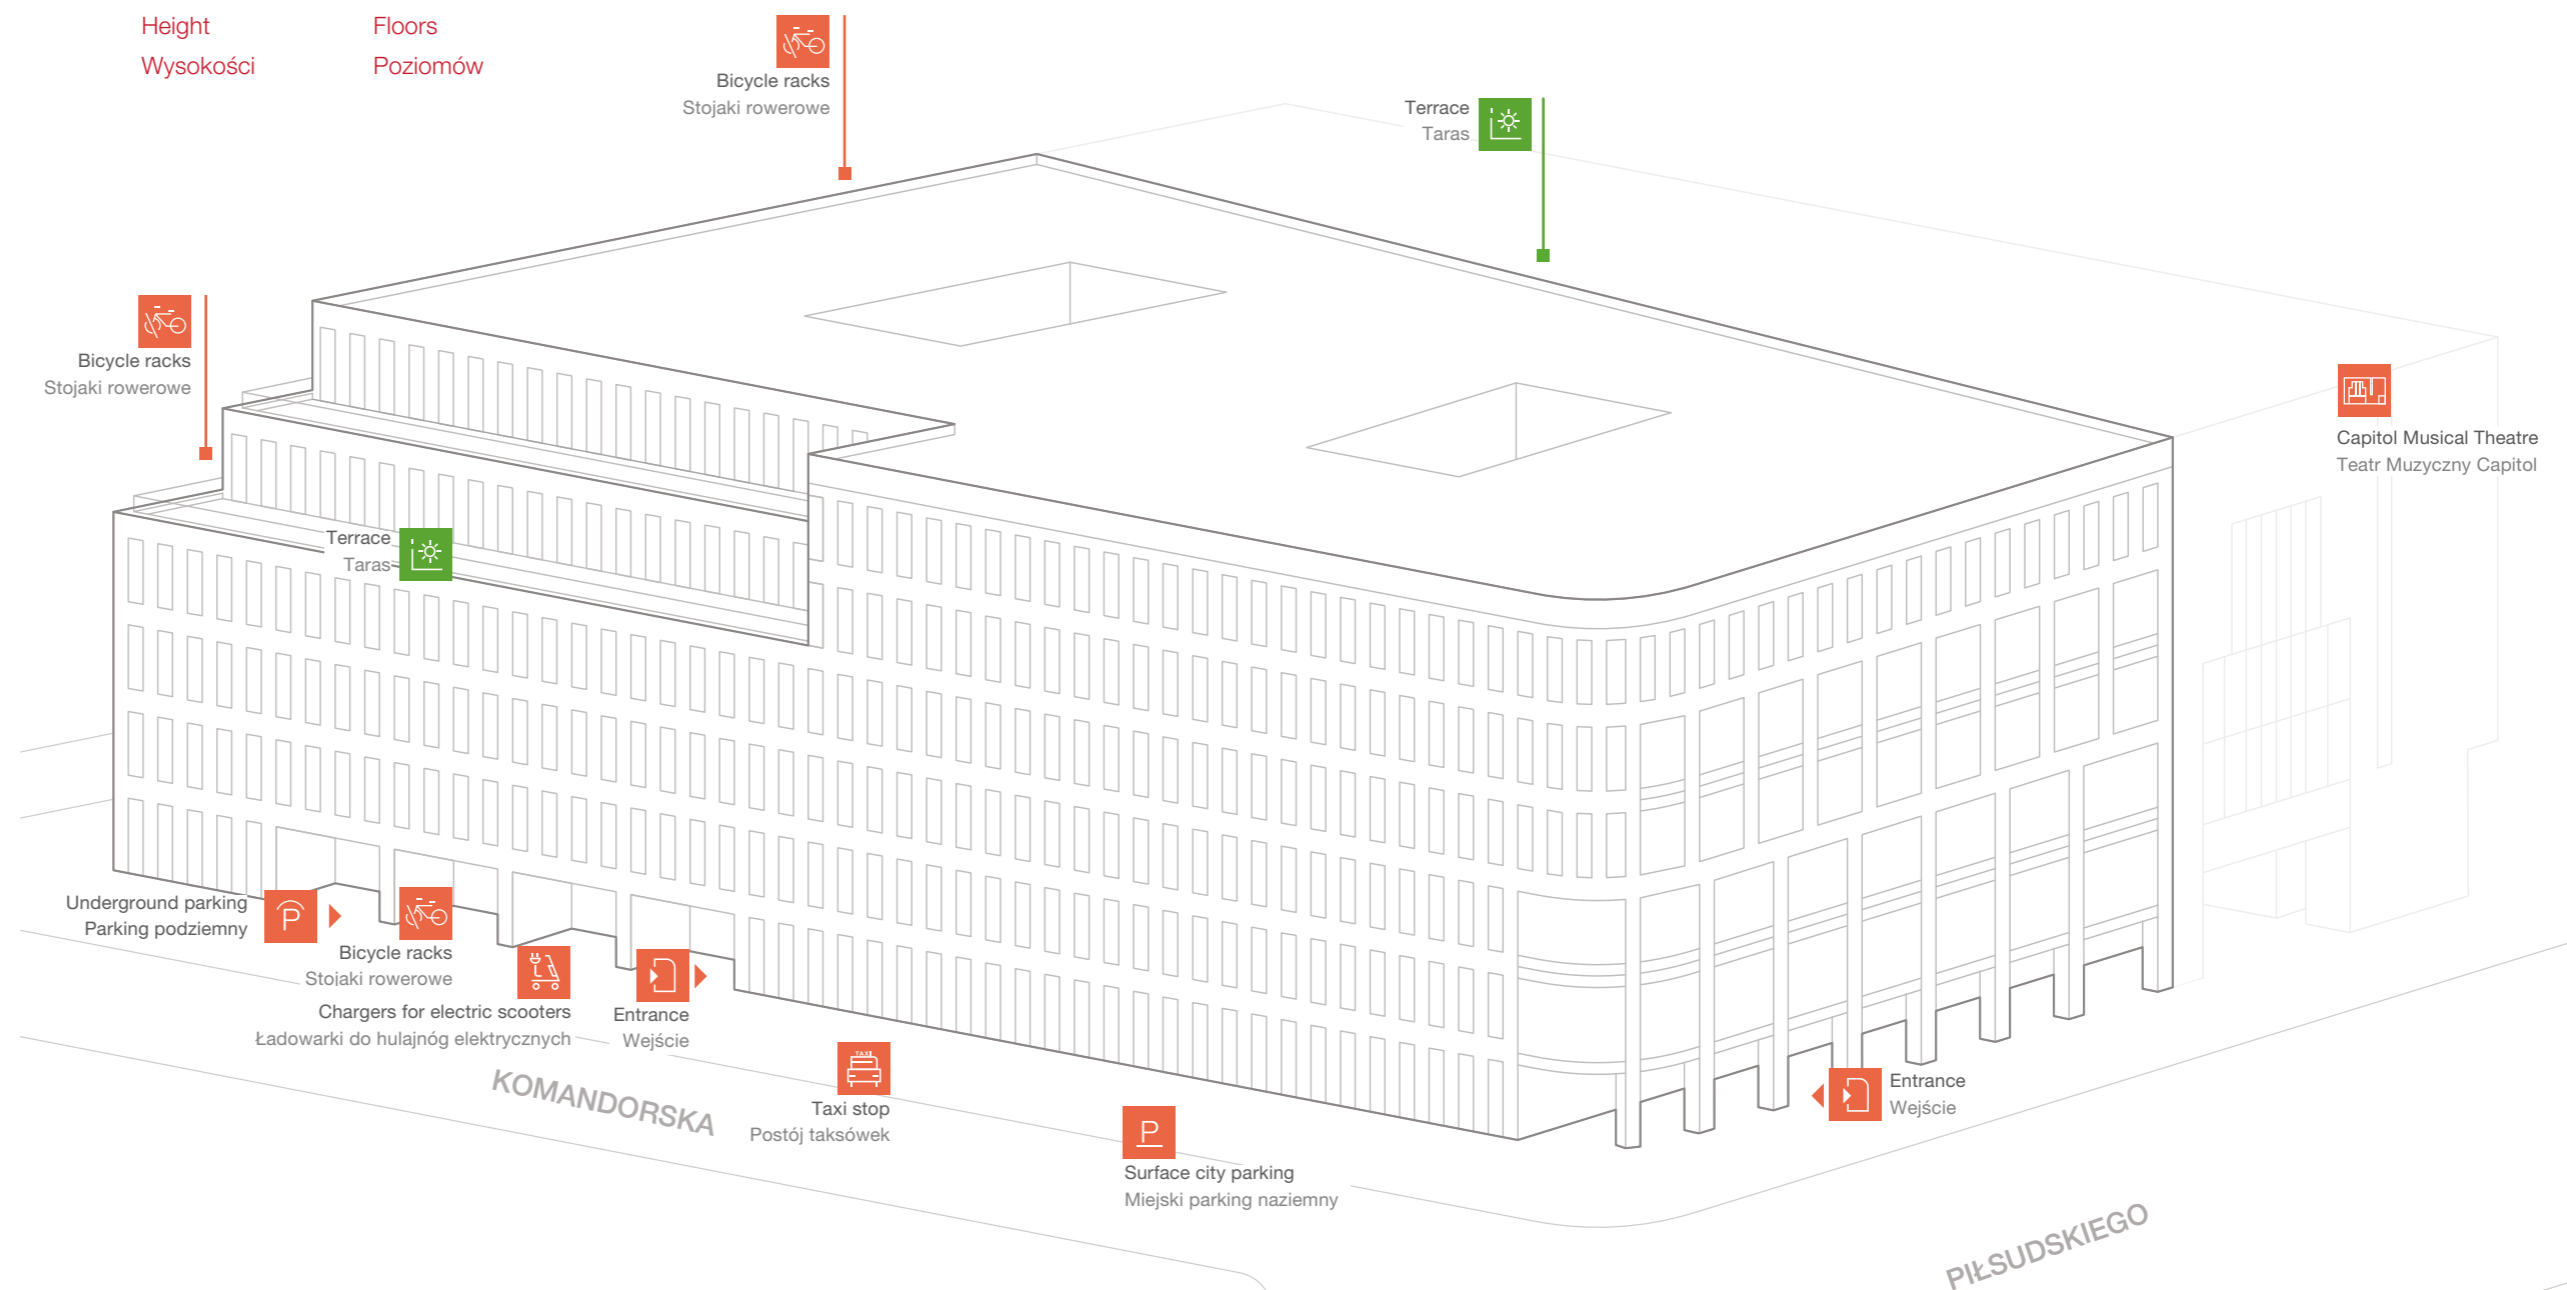 Height
Wysokości
Floors
Poziomów
Bicycle racks
Stojaki rowerowe
Terrace
Taras
Bicycle racks
Stojaki rowerowe
Capitol Musical Theatre
Teatr Muzyczny Capitol
Terrace
Taras
Underground parking
Parking podziemny
P
Bicycle racks
Stojaki rowerowe
Chargers for electric scooters
Ładowarki do hulajnóg elektrycznych
Entrance
Wejście
KOMANDORSKA
TAXI
Taxi stop
Postój taksówek
P
Surface city parking
Miejski parking naziemny
Entrance
Wejście
PIŁSUDSKIEGO